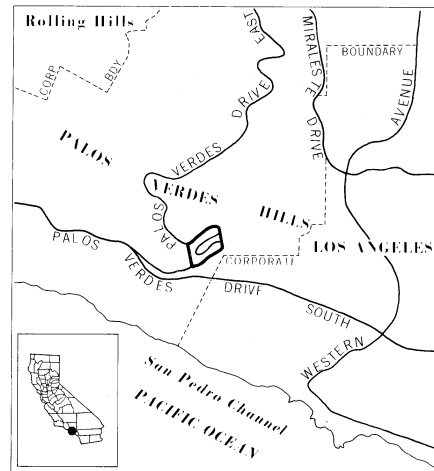 Rolling Hills
CORP. BDY
EAST
MIRALESTE
DRIVE
BOUNDARY
AVENUE
PALOS
DRIVE
VERDES
VERDES
PALOS
HILLS
LOS ANGELES
CORPORATE
PALOS
VERDES
DRIVE
SOUTH
WESTERN
San Pedro Channel
PACIFIC OCEAN